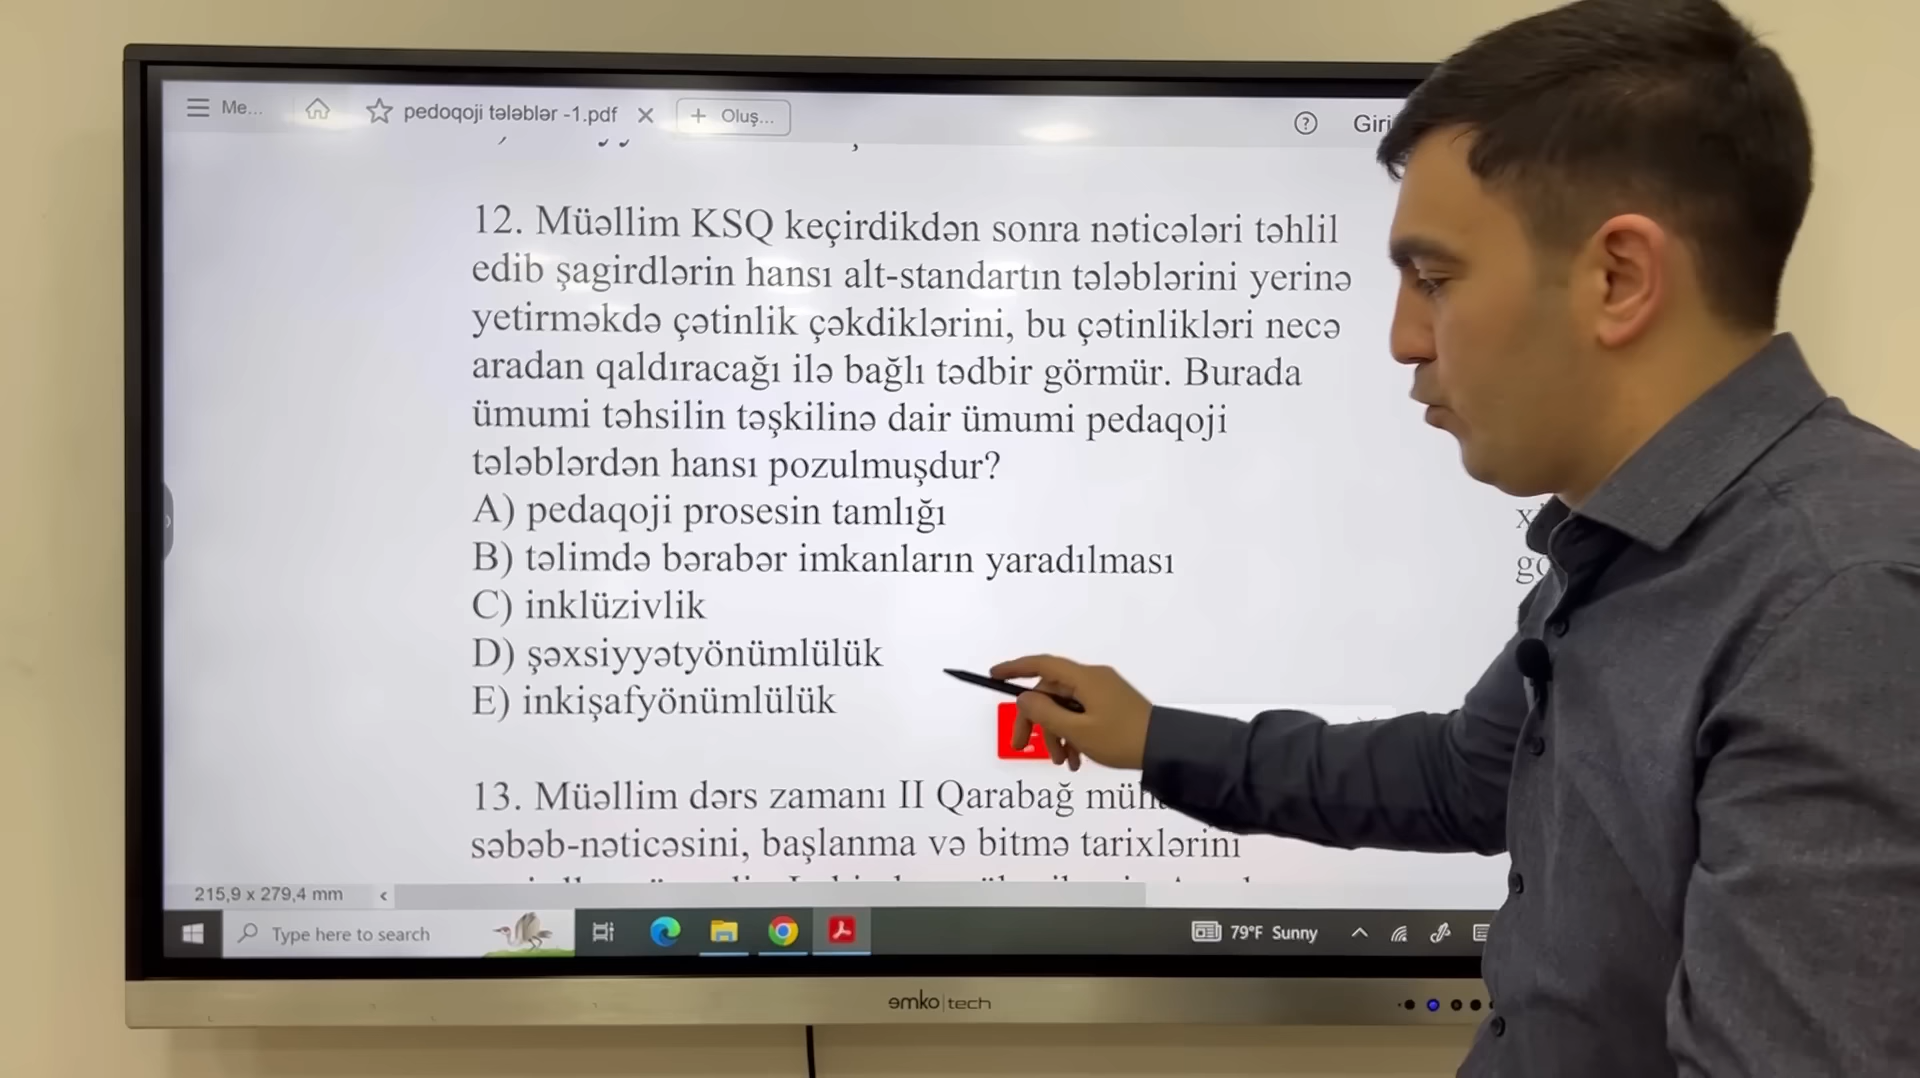 Me...
pedoqoji tələblər -1.pdf
+ Oluş...
Giri
12. Müəllim KSQ keçirdikdən sonra nəticələri təhlil
edib şagirdlərin hansı alt-standartın tələblərini yerinə
yetirməkdə çətinlik çəkdiklərini, bu çətinlikləri necə
aradan qaldıracağı ilə bağlı tədbir görmür. Burada
ümumi təhsilin təşkilinə dair ümumi pedaqoji
tələblərdən hansı pozulmuşdur?
A) pedaqoji prosesin tamlığı
B) təlimdə bərabər imkanların yaradılması
C) inklüzivlik
D) şəxsiyyətyönümlülük
E) inkişafyönümlülük
13. Müəllim dərs zamanı II Qarabağ müh
səbəb-nəticəsini, başlanma və bitmə tarixlərini
215,9 x 279,4 mm
Type here to search
79°F Sunny
əmko|tech